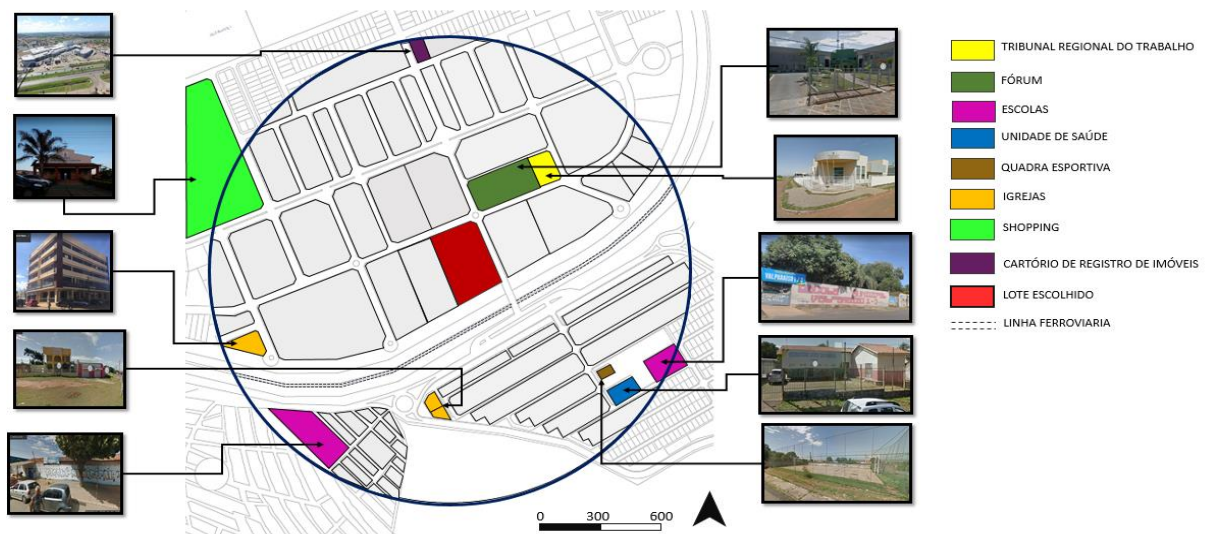 TRIBUNAL REGIONAL DO TRABALHO
FÓRUM
ESCOLAS
UNIDADE DE SAÚDE
QUADRA ESPORTIVA
IGREJAS
SHOPPING
CARTÓRIO DE REGISTRO DE IMÓVEIS
LOTE ESCOLHIDO
LINHA FERROVIARIA
0 300 600